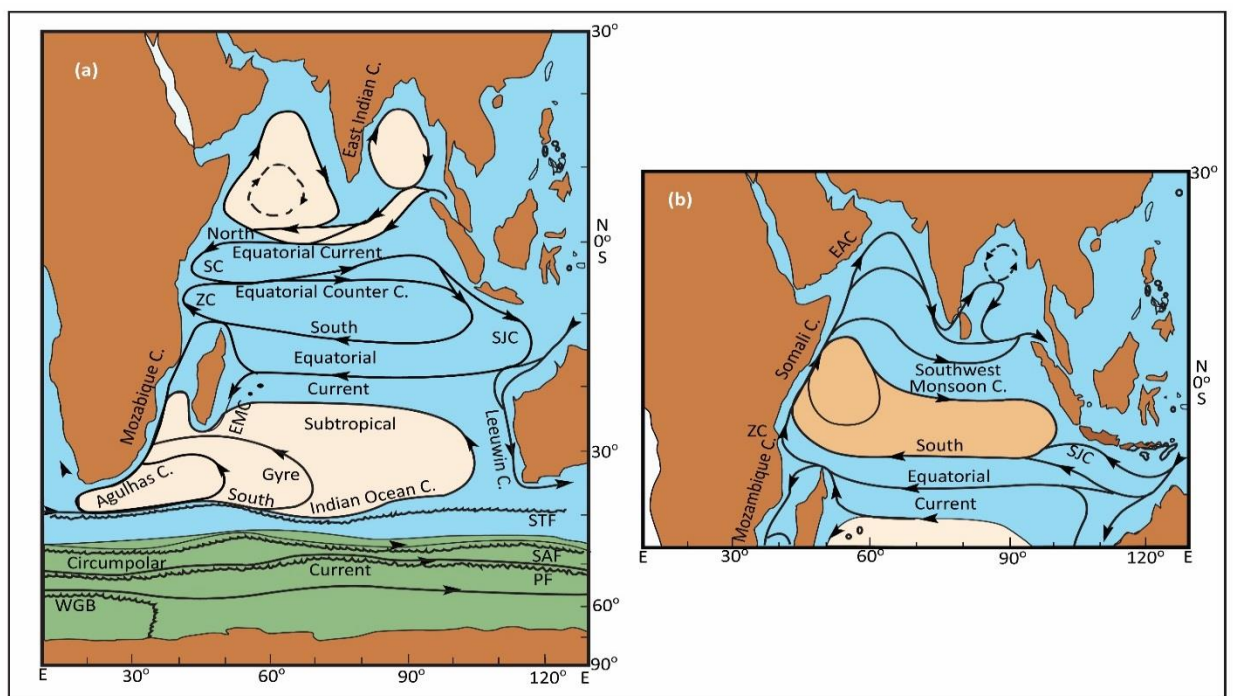 (a)
30°
East Indian C.
North
Equatorial Current
N
0°
S
SC
Equatorial Counter C.
ZC
South
SJC
Equatorial
Current
Mozabique C.
EMC
Subtropical
Leeuwin C.
30°
Agulhas C.
Gyre
South
Indian Ocean C.
STF
SAF
Circumpolar
Current
PF
WGB
60°
90°
E
30°
60°
90°
120°
E
(b)
30°
EAC
Somali C.
Southwest
Monsoon C.
N
0°
S
ZC
South
SJC
Mozambique C.
Equatorial
Current
E
30°
60°
90°
120°
E